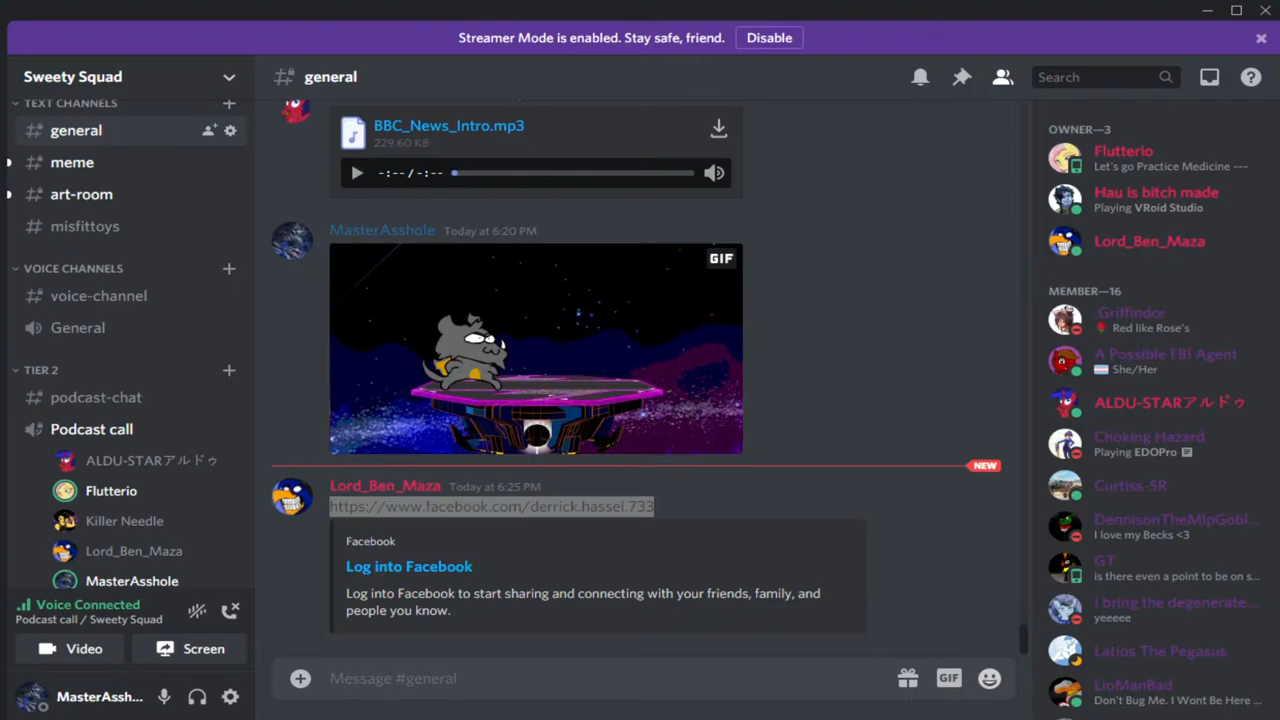 Streamer Mode is enabled. Stay safe, friend.
Disable
Sweety Squad
TEXT CHANNELS
general
meme
art-room
misfittoys
VOICE CHANNELS
voice-channel
General
TIER 2
podcast-chat
Podcast call
ALDU-STARアルドゥ
Flutterio
Killer Needle
Lord_Ben_Maza
MasterAsshole
Voice Connected
Podcast call / Sweety Squad
Video
Screen
MasterAssh...
general
Search
BBC_News_Intro.mp3
229.60 KB
-:-- / -:--
MasterAsshole Today at 6:20 PM
GIF
NEW
Lord_Ben_Maza Today at 6:25 PM
https://www.facebook.com/derrick.hassel.733
Facebook
Log into Facebook
Log into Facebook to start sharing and connecting with your friends, family, and
people you know.
Message #general
GIF
OWNER—3
Flutterio
Let's go Practice Medicine ---
Hau is bitch made
Playing VRoid Studio
Lord_Ben_Maza
MEMBER—16
.Griffindor
Red like Rose's
A Possible FBI Agent
She/Her
ALDU-STARアルドゥ
Choking Hazard
Playing EDOPro
Curtiss-SR
DennisonTheMlpGobl...
I love my Becks <3
GT
is there even a point to be on s...
i bring the degenerate...
yeeeee
Latios The Pegasus
LioManBad
Don't Bug Me. I Wont Be Here ...